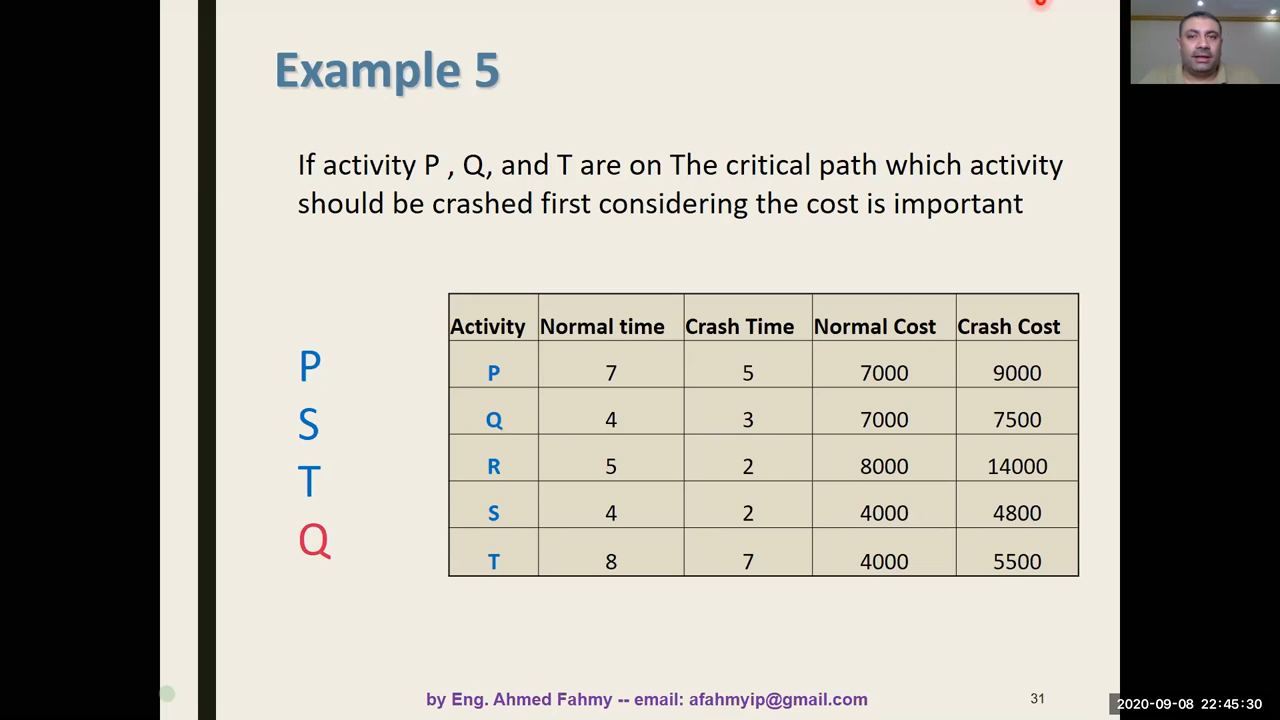 Example 5
If activity P , Q, and T are on The critical path which activity
should be crashed first considering the cost is important
P
S
T
Q
Activity Normal time Crash Time Normal Cost Crash Cost
P 7 5 7000 9000
Q 4 3 7000 7500
R 5 2 8000 14000
S 4 2 4000 4800
T 8 7 4000 5500
by Eng. Ahmed Fahmy -- email: afahmyip@gmail.com
31
2020-09-08 22:45:30